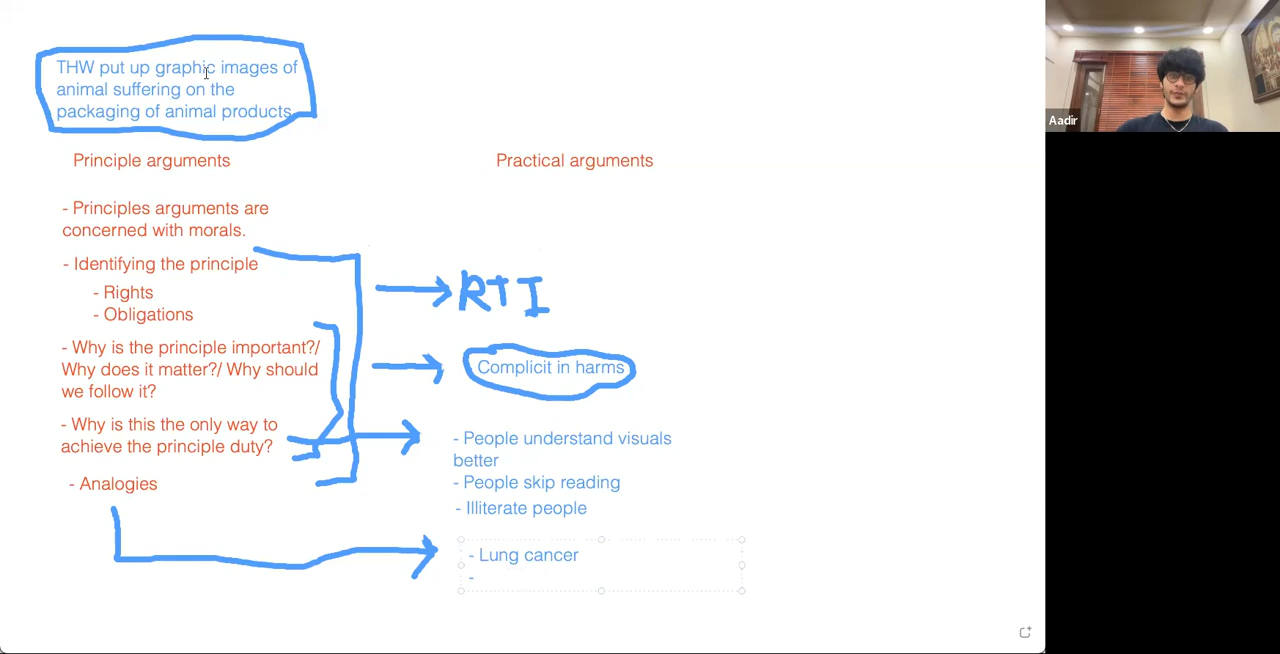 THW put up graphic images of
animal suffering on the
packaging of animal products
Principle arguments
Practical arguments
- Principles arguments are
concerned with morals.
- Identifying the principle
- Rights
- Obligations
RTI
- Why is the principle important?/
Why does it matter?/ Why should
we follow it?
Complicit in harms
- Why is this the only way to
achieve the principle duty?
- People understand visuals
better
- People skip reading
- Illiterate people
- Analogies
- Lung cancer
-
Aadir